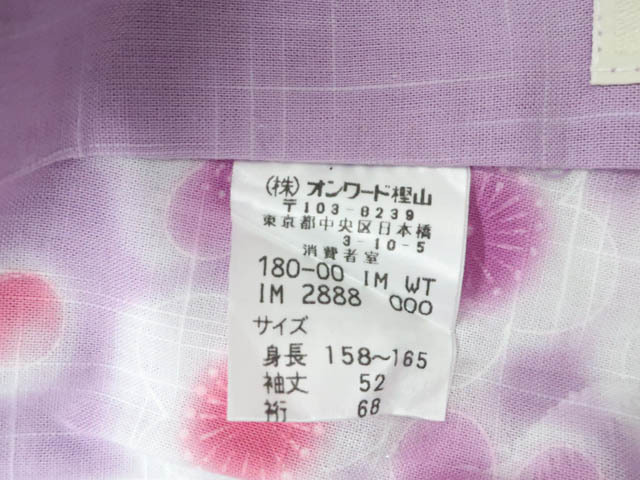 (株)オンワード樫山
〒103-8239
東京都中央区日本橋
3-10-5
消費者室
180-00 IM WT
IM 2888 000
サイズ
身長 158～165
袖丈 52
裄 68